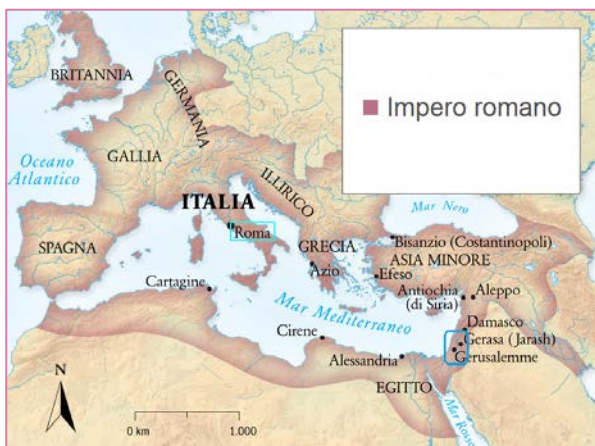 Impero romano
BRITANNIA
GERMANIA
Oceano
Atlantico
GALLIA
ILLIRICO
Mar Nero
ITALIA
Roma
SPAGNA
GRECIA
Bisanzio (Costantinopoli)
ASIA MINORE
Azio
Efeso
Cartagine
Antiochia
(di Siria)
Aleppo
Mar Mediterraneo
Damasco
Cirene
Gerasa (Jarash)
Gerusalemme
Alessandria
EGITTO
N
Mar Rosso
0 km
1.000